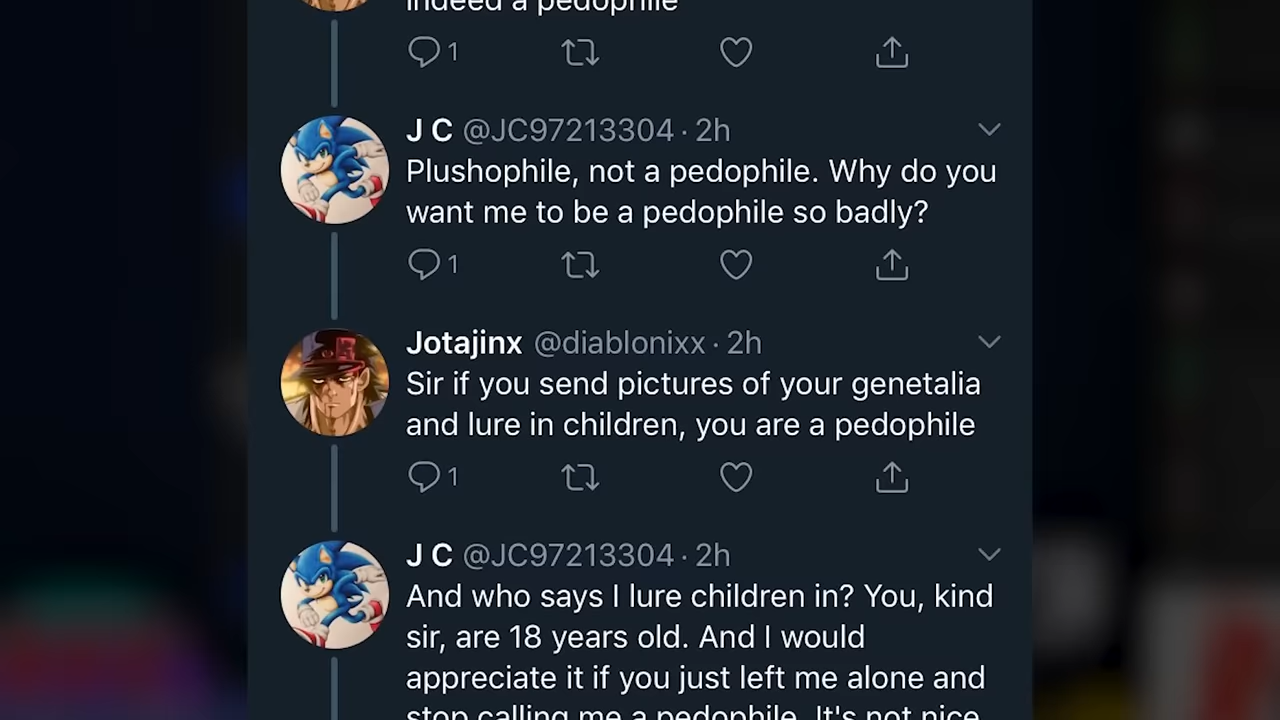 indeed a pedophile
1
J C @JC97213304 · 2h
Plushophile, not a pedophile. Why do you
want me to be a pedophile so badly?
1
Jotajinx @diablonixx · 2h
Sir if you send pictures of your genetalia
and lure in children, you are a pedophile
1
J C @JC97213304 · 2h
And who says I lure children in? You, kind
sir, are 18 years old. And I would
appreciate it if you just left me alone and
stop calling me a pedophile. It's not nice